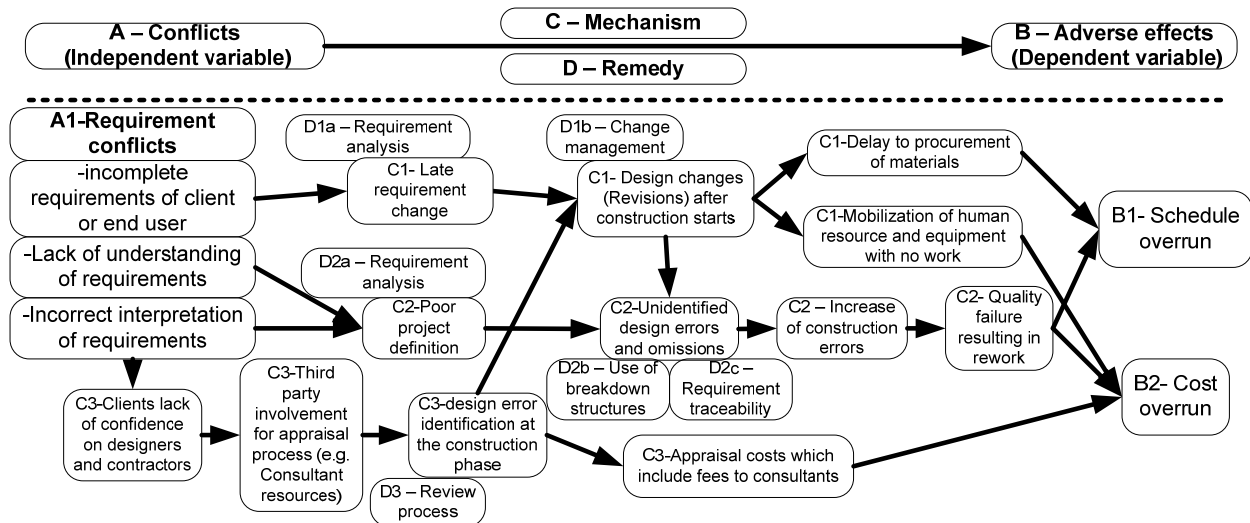 A – Conflicts
(Independent variable)
C – Mechanism
D – Remedy
B – Adverse effects
(Dependent variable)
A1-Requirement
conflicts
-incomplete
requirements of client
or end user
-Lack of understanding
of requirements
-Incorrect interpretation
of requirements
D1a – Requirement
analysis
C1- Late
requirement
change
D1b – Change
management
C1- Design changes
(Revisions) after
construction starts
C1-Delay to procurement
of materials
C1-Mobilization of human
resource and equipment
with no work
B1- Schedule
overrun
D2a – Requirement
analysis
C2-Poor
project
definition
C2-Unidentified
design errors
and omissions
D2b – Use of
breakdown
structures
D2c –
Requirement
traceability
C2 – Increase of
construction
errors
C2- Quality
failure
resulting in
rework
B2- Cost
overrun
C3-Clients lack
of confidence
on designers
and contractors
C3-Third
party
involvement
for appraisal
process (e.g.
Consultant
resources)
C3-design error
identification at
the construction
phase
D3 – Review
process
C3-Appraisal costs which
include fees to consultants